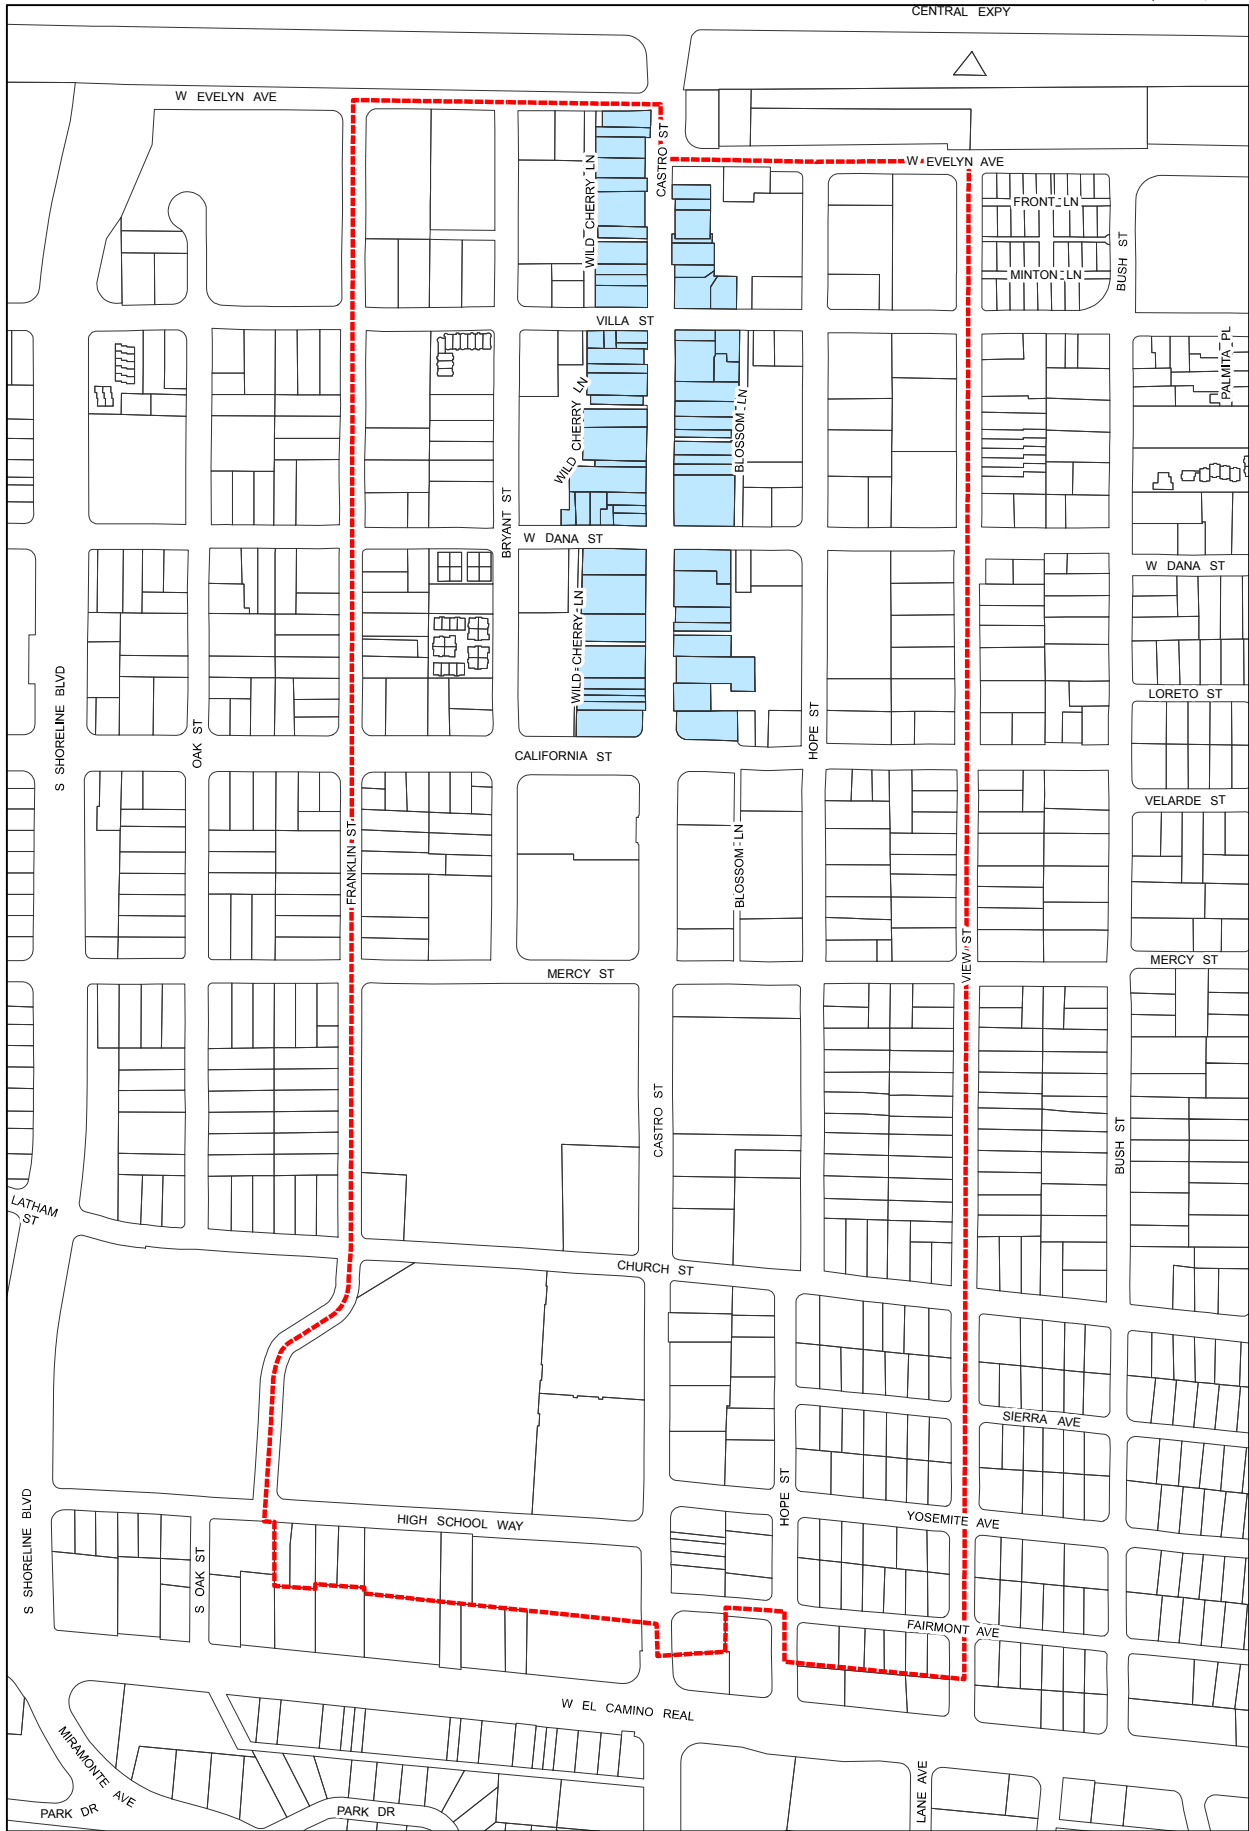 CENTRAL EXPY
W EVELYN AVE
CASTRO ST
W EVELYN AVE
WILD CHERRY LN
FRONT LN
BUSH ST
MINTON LN
VILLA ST
PALMITA PL
WILD CHERRY LN
BLOSSOM LN
BRYANT ST
W DANA ST
W DANA ST
WILD CHERRY LN
LORETO ST
S SHORELINE BLVD
OAK ST
HOPE ST
CALIFORNIA ST
VELARDE ST
FRANKLIN ST
BLOSSOM LN
VIEW ST
MERCY ST
MERCY ST
CASTRO ST
BUSH ST
LATHAM
ST
CHURCH ST
SIERRA AVE
HOPE ST
S SHORELINE BLVD
HIGH SCHOOL WAY
YOSEMITE AVE
S OAK ST
FAIRMONT AVE
W EL CAMINO REAL
MIRAMONTE AVE
LANE AVE
PARK DR
PARK DR